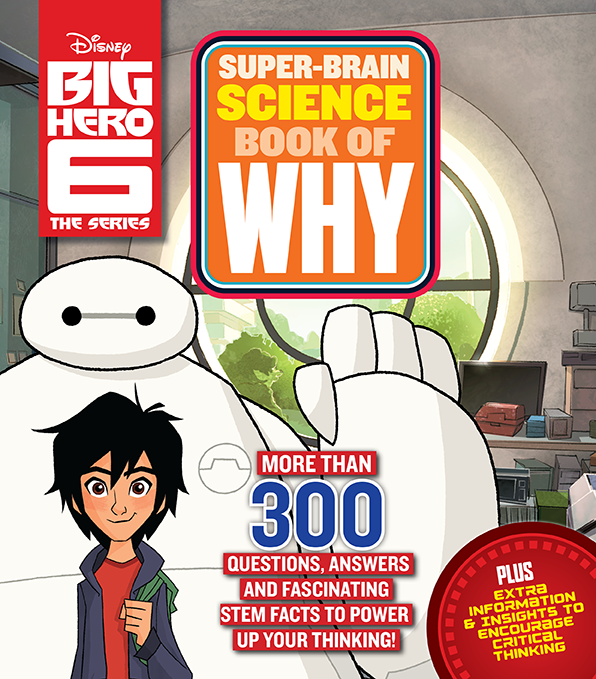 Disney
BIG
HERO
6
THE SERIES
SUPER-BRAIN
SCIENCE
BOOK OF
WHY
MORE THAN
300
QUESTIONS, ANSWERS
AND FASCINATING
STEM FACTS TO POWER
UP YOUR THINKING!
PLUS
EXTRA
INFORMATION
& INSIGHTS TO
ENCOURAGE
CRITICAL
THINKING